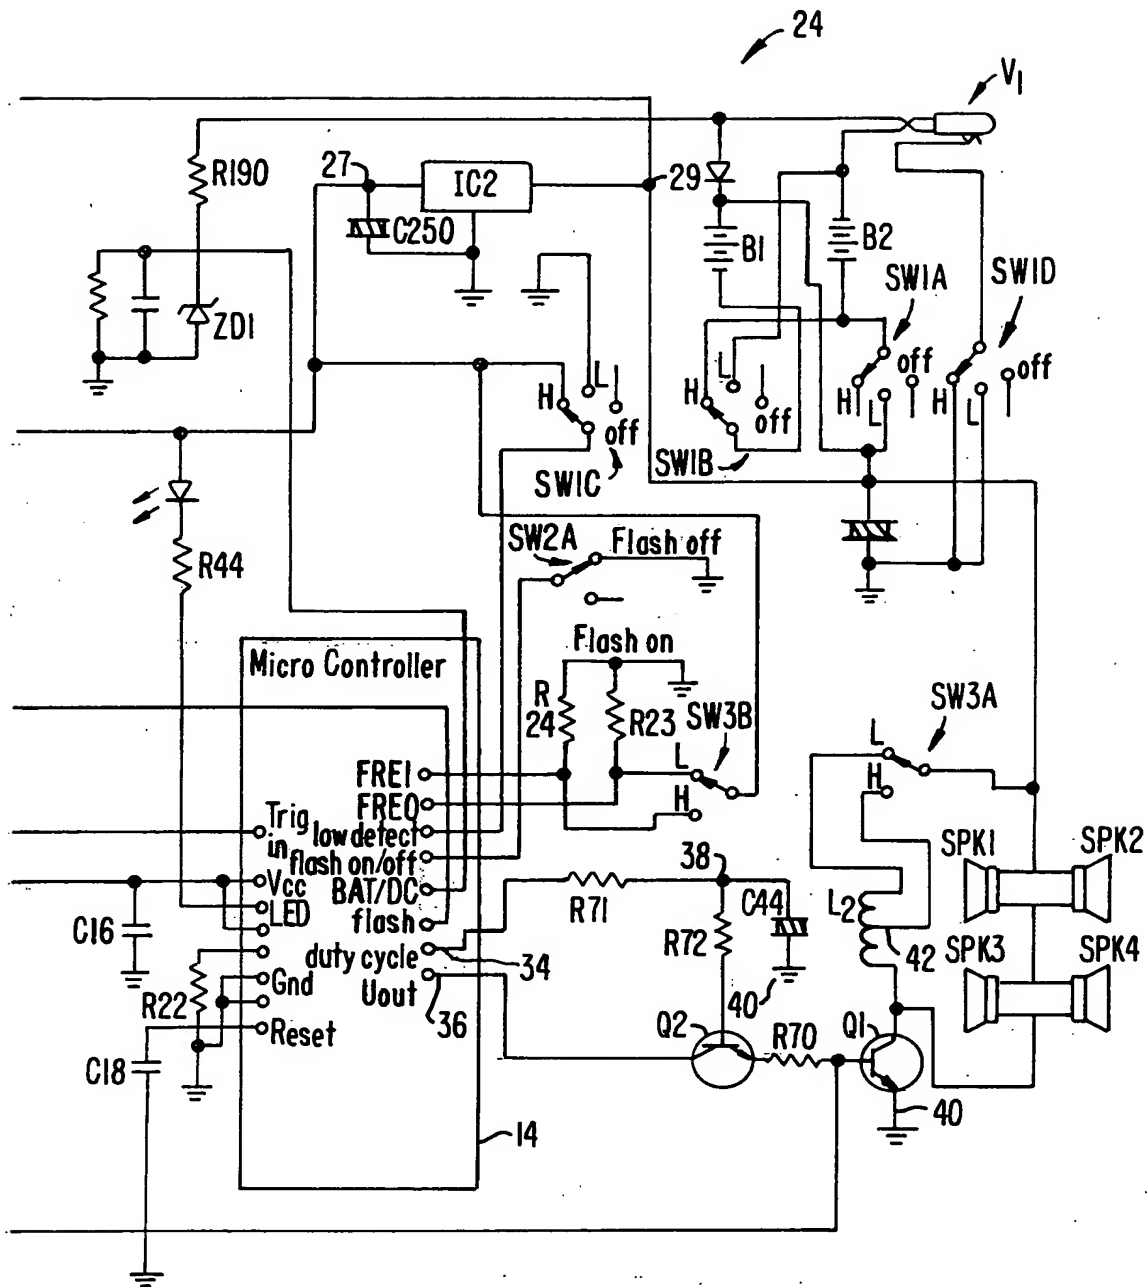 24
V1
R190
27
IC2
29
C250
B1
B2
SW1A
SW1D
ZD1
H
L
off
SW1C
H
L
off
SW1B
H
L
off
H
L
off
R44
SW2A
Flash off
Flash on
Micro Controller
R
24
R23
SW3B
L
H
SW3A
L
H
FRE1
FRE0
Trig
in
low detect
flash on/off
Vcc
BAT/DC
LED
flash
duty cycle
34
Gnd
Uout
36
Reset
C16
R22
C18
R71
38
R72
C44
40
L2
42
SPK1
SPK2
SPK3
SPK4
Q2
R70
Q1
40
14